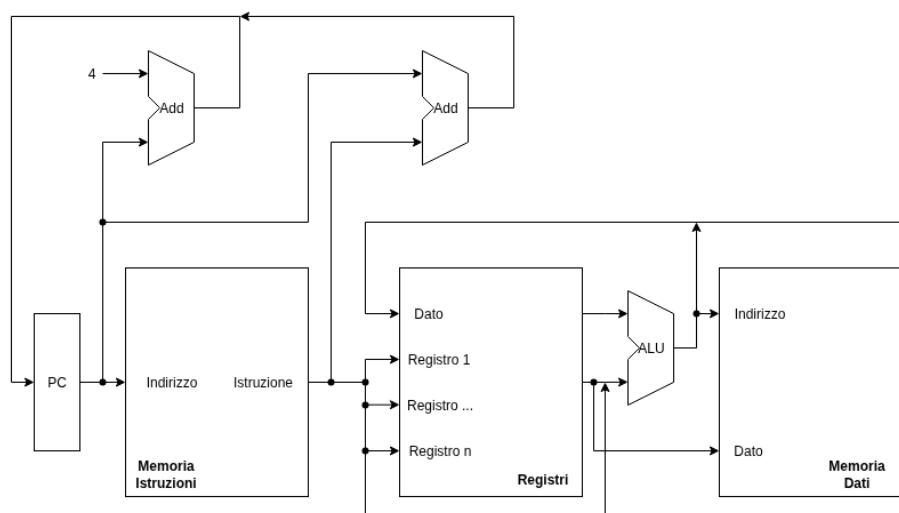 4
Add
Add
Dato
Indirizzo
ALU
Registro 1
PC
Indirizzo
Istruzione
Registro ...
Registro n
Dato
Memoria
Istruzioni
Registri
Memoria
Dati